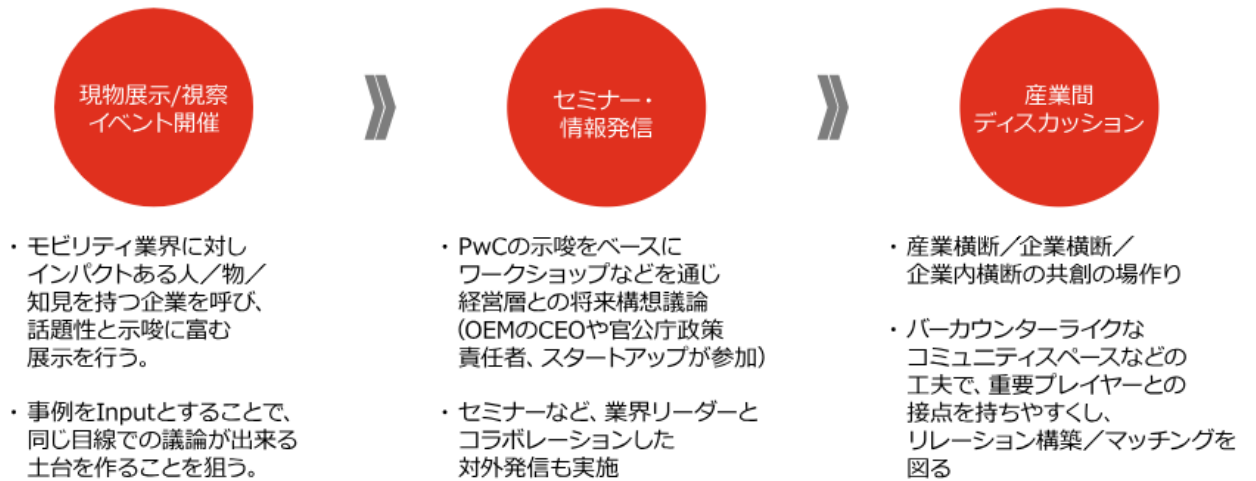 現物展示/視察
イベント開催
セミナー・
情報発信
産業間
ディスカッション
・モビリティ業界に対し
インパクトある人／物／
知見を持つ企業を呼び、
話題性と示唆に富む
展示を行う。
・事例をInputとすることで、
同じ目線での議論が出来る
土台を作ることを狙う。
・PwCの示唆をベースに
ワークショップなどを通じ
経営層との将来構想議論
（OEMのCEOや官公庁政策
責任者、スタートアップが参加）
・セミナーなど、業界リーダーと
コラボレーションした
対外発信も実施
・産業横断／企業横断／
企業内横断の共創の場作り
・バーカウンターライクな
コミュニティスペースなどの
工夫で、重要プレイヤーとの
接点を持ちやすくし、
リレーション構築／マッチングを
図る